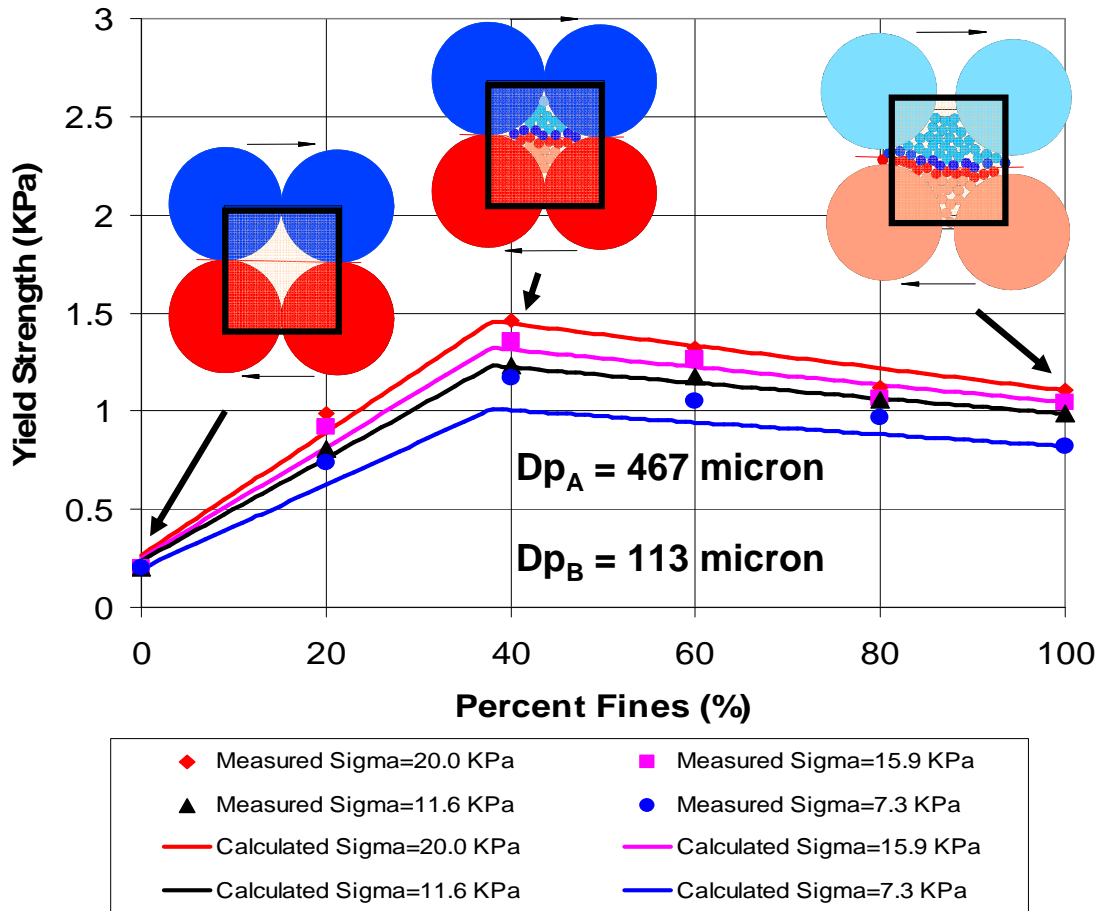 3
2.5
2
1.5
1
0.5
0
Yield Strength (KPa)
Dp_A = 467 micron
Dp_B = 113 micron
0 20 40 60 80 100
Percent Fines (%)
Measured Sigma=20.0 KPa Measured Sigma=15.9 KPa
Measured Sigma=11.6 KPa Measured Sigma=7.3 KPa
Calculated Sigma=20.0 KPa Calculated Sigma=15.9 KPa
Calculated Sigma=11.6 KPa Calculated Sigma=7.3 KPa